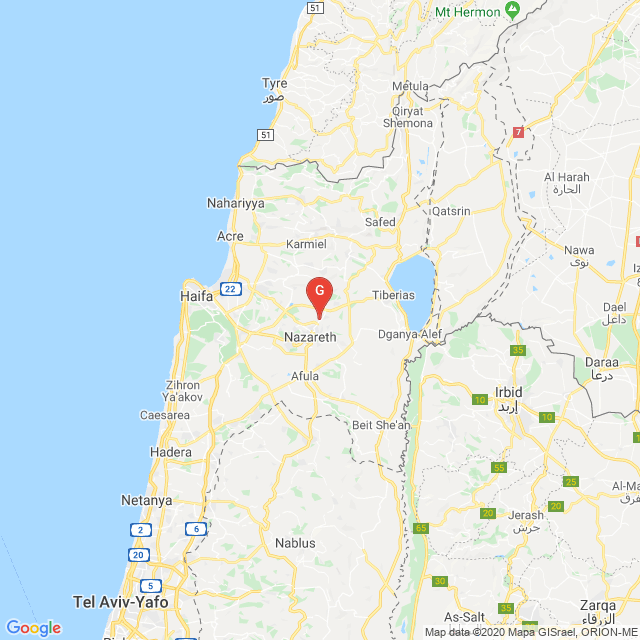 Mt Hermon
51
Tyre
صور
Metula
Qiryat
Shemona
51
7
Al Harah
الحارة
Nahariyya
Safed
Qatsrin
Acre
Karmiel
Nawa
نوى
G
22
Haifa
Tiberias
Dael
داعل
Nazareth
Dganya Alef
35
Daraa
درعا
Afula
Zihron
Ya'akov
10
Irbid
إربد
10
Caesarea
Beit She'an
Hadera
55
25
Netanya
20
20
Jerash
جرش
2
6
65
Nablus
20
5
30
35
Tel Aviv-Yafo
Zarqa
الزرقاء
As-Salt
Google
Map data ©2020 Mapa GISrael, ORION-ME